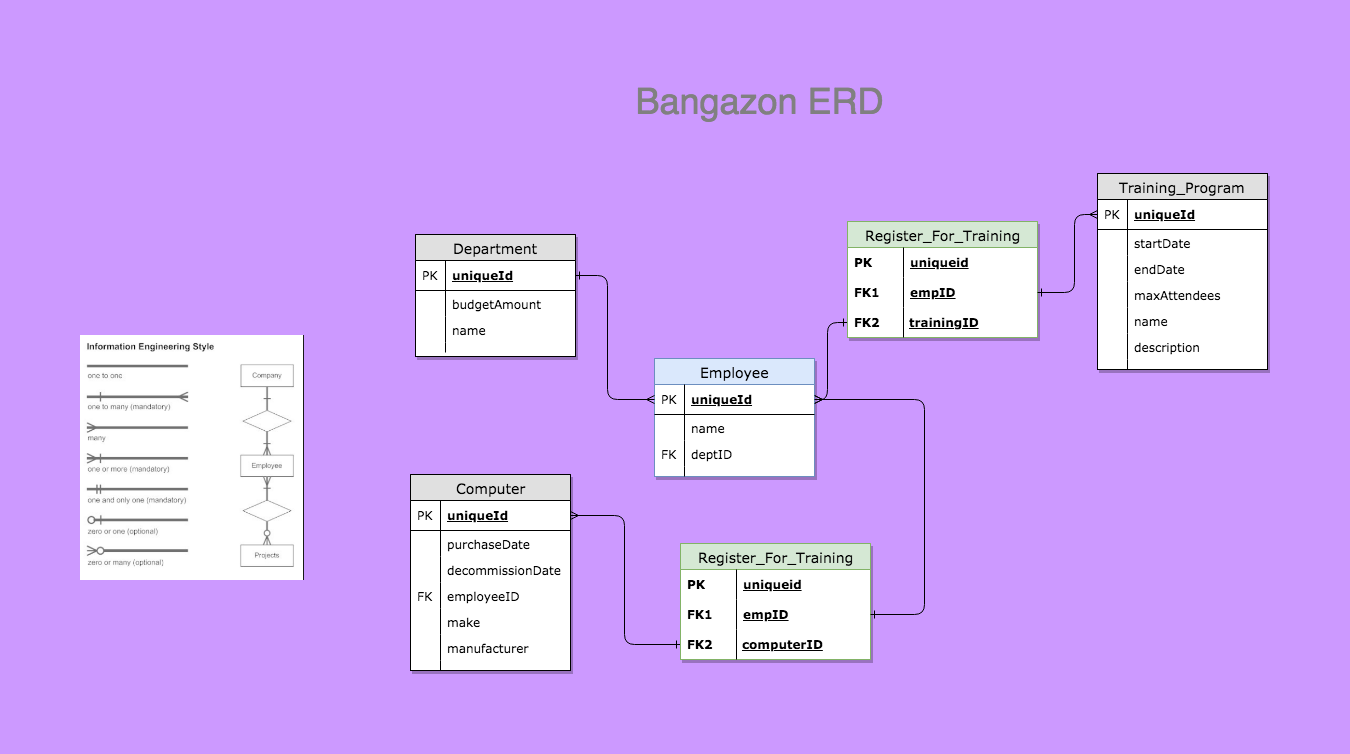 Bangazon ERD
Training_Program
PK uniqueId
startDate
endDate
maxAttendees
name
description
Register_For_Training
PK uniqueid
FK1 empID
FK2 trainingID
Department
PK uniqueId
budgetAmount
name
Employee
PK uniqueId
name
FK deptID
Information Engineering Style
one to one
one to many (mandatory)
many
one or more (mandatory)
one and only one (mandatory)
zero or one (optional)
zero or many (optional)
Company
Employee
Projects
Computer
PK uniqueId
purchaseDate
decommissionDate
FK employeeID
make
manufacturer
Register_For_Training
PK uniqueid
FK1 empID
FK2 computerID